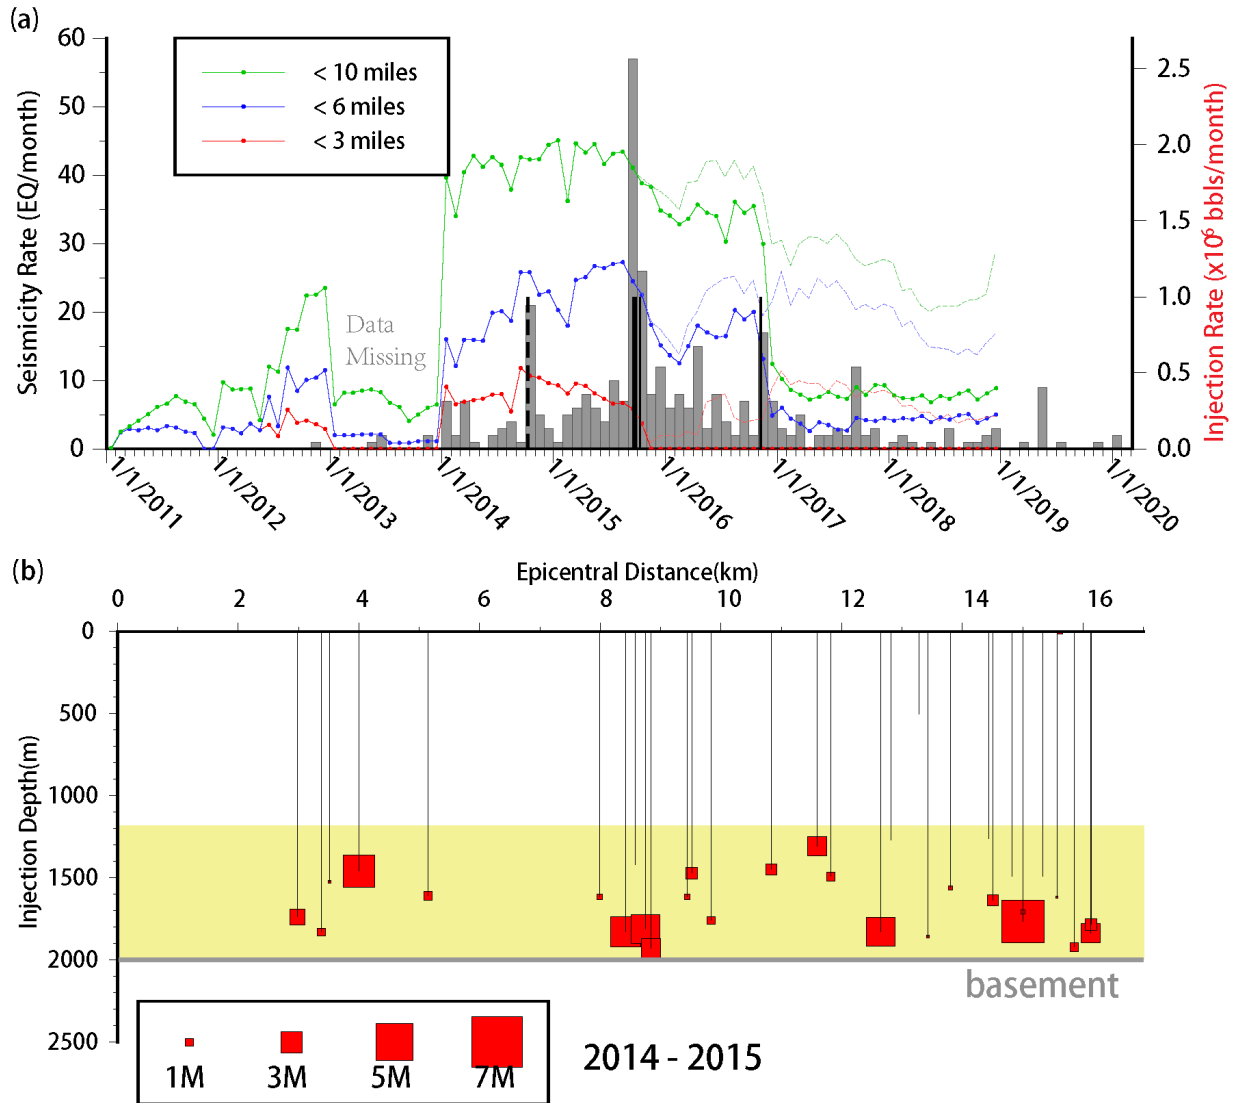 (a)
60
50
40
30
20
10
0
Seismicity Rate (EQ/month)
< 10 miles
< 6 miles
< 3 miles
Data
Missing
2.5
2.0
1.5
1.0
0.5
0.0
Injection Rate (x10⁶ bbls/month)
1/1/2011
1/1/2012
1/1/2013
1/1/2014
1/1/2015
1/1/2016
1/1/2017
1/1/2018
1/1/2019
1/1/2020
(b)
Epicentral Distance(km)
0 2 4 6 8 10 12 14 16
0
500
1000
1500
2000
2500
Injection Depth(m)
basement
1M 3M 5M 7M
2014 - 2015